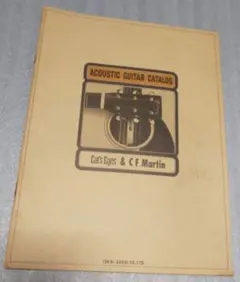 ACOUSTIC GUITAR CATALOG
Cat's Eyes & C F Martin